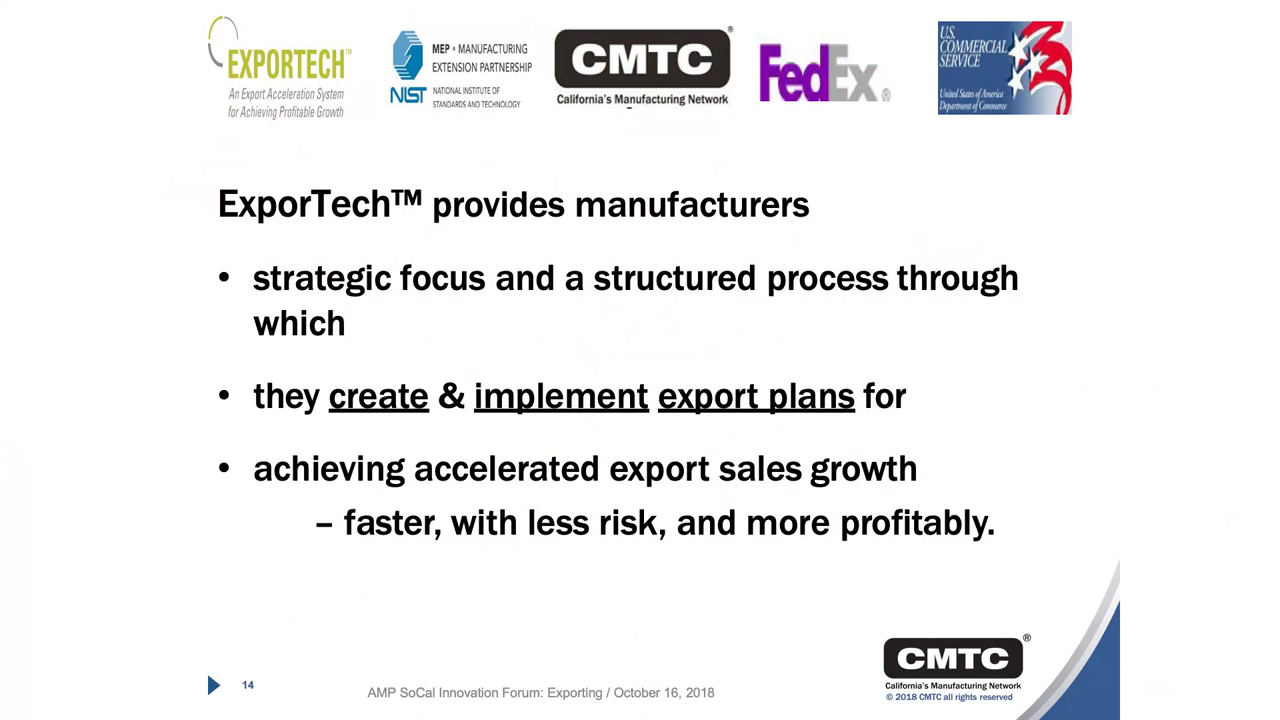 EXPORTECH™
An Export Acceleration System
for Achieving Profitable Growth
MEP • MANUFACTURING
EXTENSION PARTNERSHIP
NIST NATIONAL INSTITUTE OF
STANDARDS AND TECHNOLOGY
CMTC®
California's Manufacturing Network
FedEx®
U.S.
COMMERCIAL
SERVICE
United States of America
Department of Commerce
ExporTech™ provides manufacturers
• strategic focus and a structured process through
which
• they create & implement export plans for
• achieving accelerated export sales growth
– faster, with less risk, and more profitably.
14
AMP SoCal Innovation Forum: Exporting / October 16, 2018
CMTC®
California's Manufacturing Network
© 2018 CMTC all rights reserved